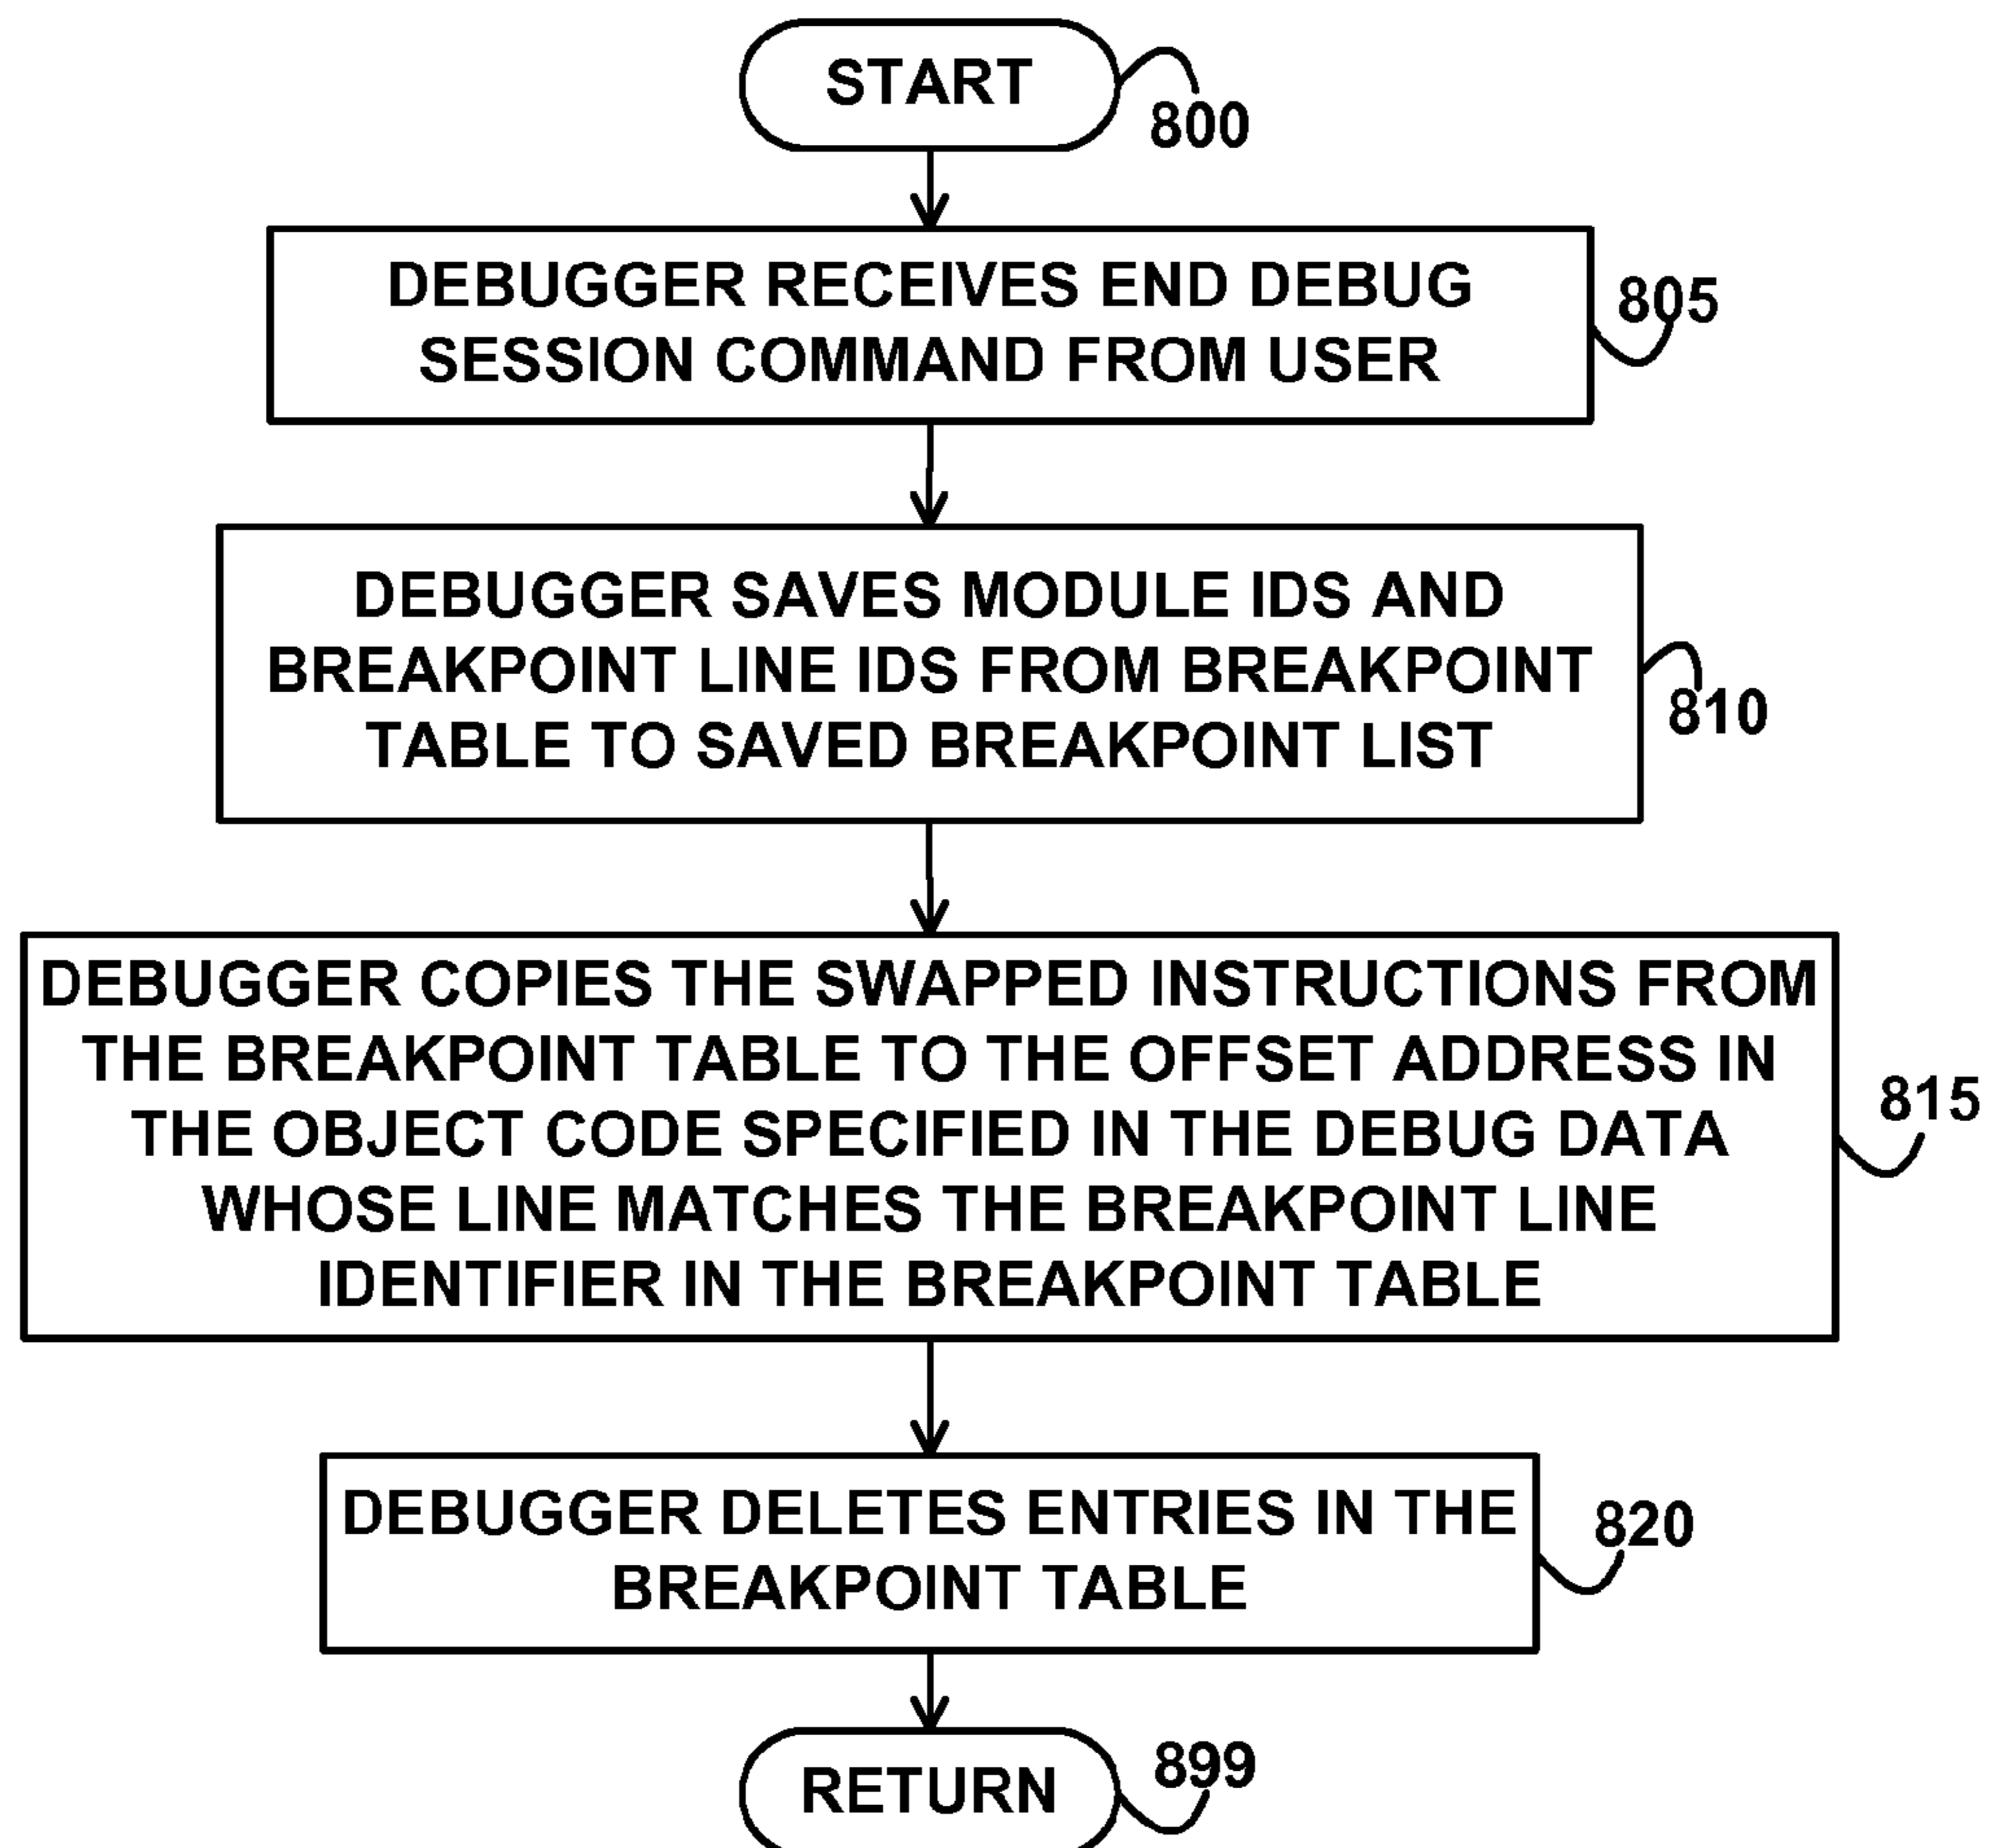 START
800
DEBUGGER RECEIVES END DEBUG
SESSION COMMAND FROM USER
805
DEBUGGER SAVES MODULE IDS AND
BREAKPOINT LINE IDS FROM BREAKPOINT
TABLE TO SAVED BREAKPOINT LIST
810
DEBUGGER COPIES THE SWAPPED INSTRUCTIONS FROM
THE BREAKPOINT TABLE TO THE OFFSET ADDRESS IN
THE OBJECT CODE SPECIFIED IN THE DEBUG DATA
WHOSE LINE MATCHES THE BREAKPOINT LINE
IDENTIFIER IN THE BREAKPOINT TABLE
815
DEBUGGER DELETES ENTRIES IN THE
BREAKPOINT TABLE
820
RETURN
899